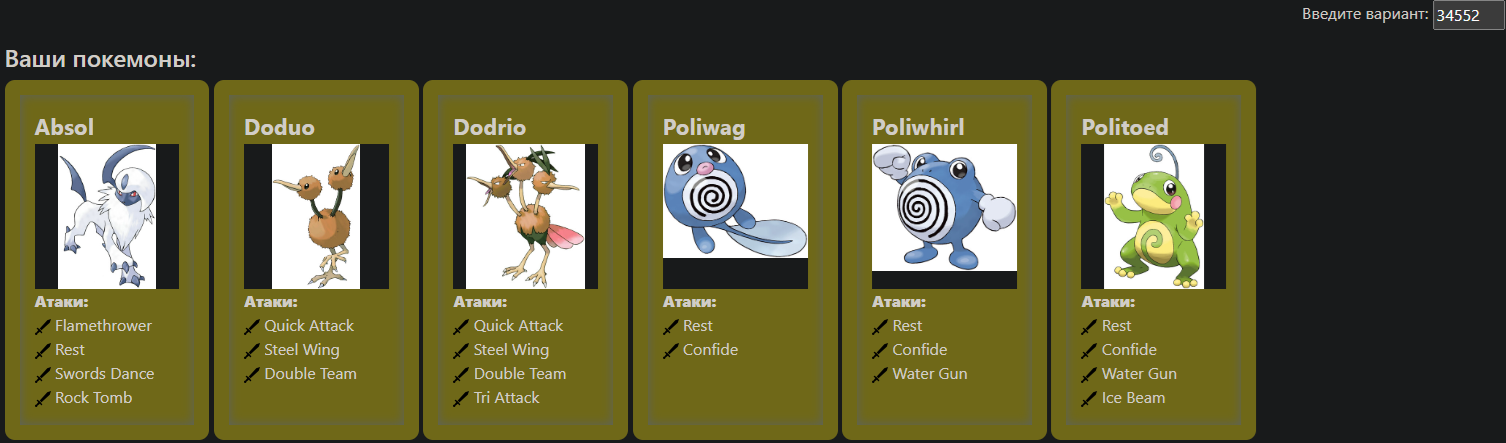 Введите вариант: 34552
Ваши покемоны:
Absol
Атаки:
Flamethrower
Rest
Swords Dance
Rock Tomb
Doduo
Атаки:
Quick Attack
Steel Wing
Double Team
Dodrio
Атаки:
Quick Attack
Steel Wing
Double Team
Tri Attack
Poliwag
Атаки:
Rest
Confide
Poliwhirl
Атаки:
Rest
Confide
Water Gun
Politoed
Атаки:
Rest
Confide
Water Gun
Ice Beam